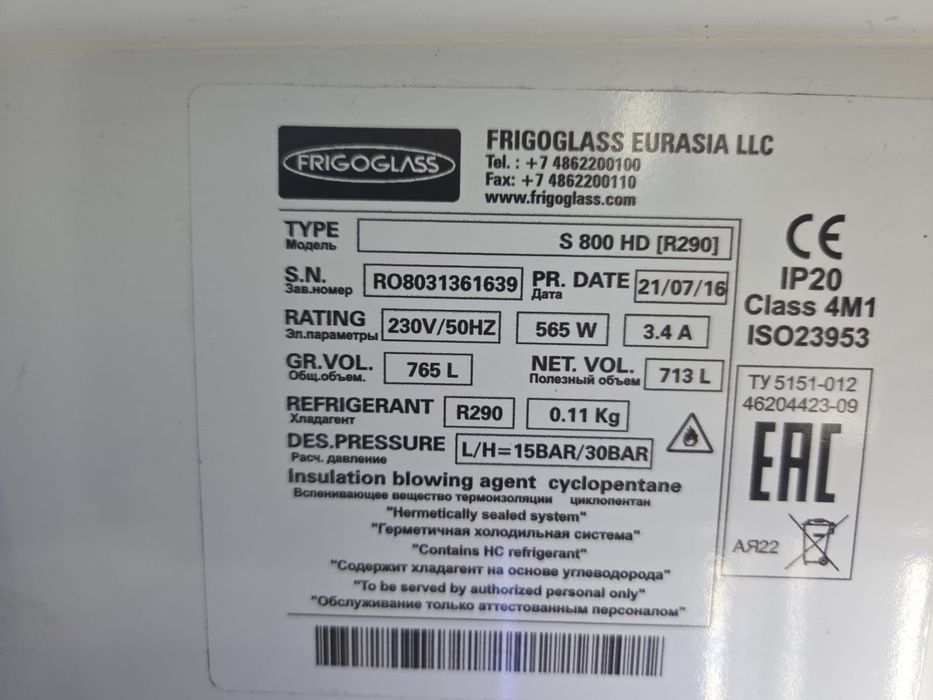 FRIGOGLASS
FRIGOGLASS EURASIA LLC
Tel. : +7 4862200100
Fax: +7 4862200110
www.frigoglass.com
TYPE S 800 HD [R290]
Модель
S.N. RO8031361639 PR. DATE 21/07/16
Зав.номер Дата
RATING 230V/50HZ 565 W 3.4 A
Эл.параметры
GR.VOL. 765 L NET. VOL. 713 L
Общ.объем. Полезный объем
REFRIGERANT R290 0.11 Kg
Хладагент
DES.PRESSURE L/H=15BAR/30BAR
Расч. давление
Insulation blowing agent cyclopentane
Вспенивающее вещество термоизоляции циклопентан
"Hermetically sealed system"
"Герметичная холодильная система"
"Contains HC refrigerant"
"Содержит хладагент на основе углеводорода"
"To be served by authorized personal only"
"Обслуживание только аттестованным персоналом"
CE
IP20
Class 4M1
ISO23953
ТУ 5151-012
46204423-09
EAC
АЯ22